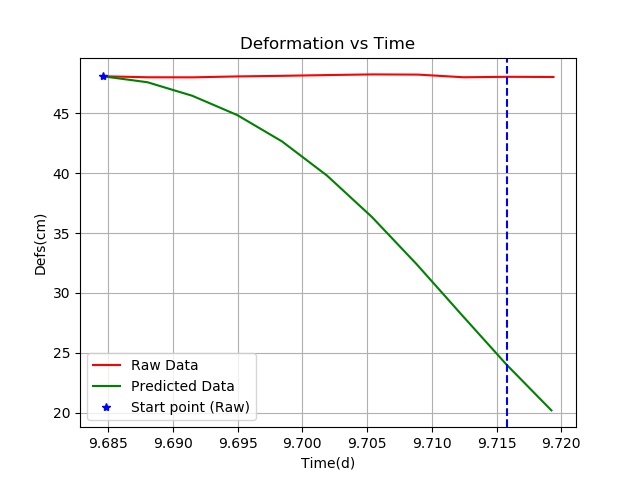 Deformation vs Time
Defs(cm)
45
40
35
30
25
20
Raw Data
Predicted Data
Start point (Raw)
9.685 9.690 9.695 9.700 9.705 9.710 9.715 9.720
Time(d)